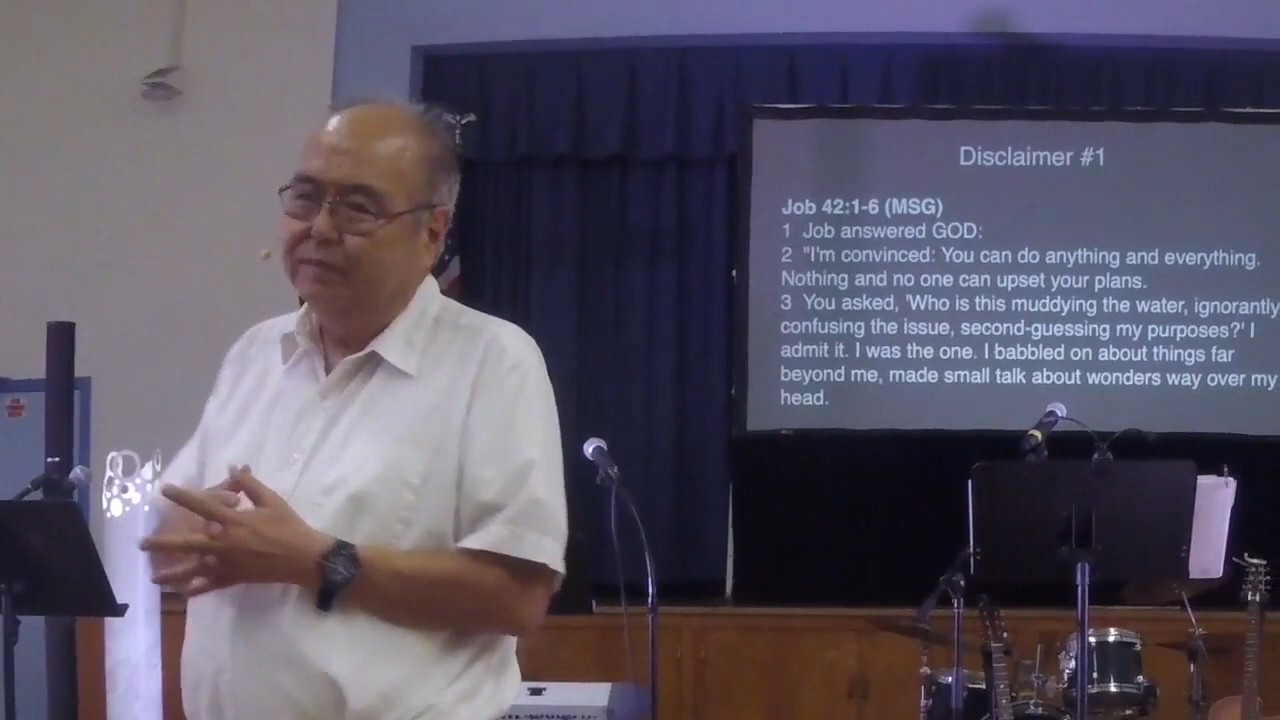 Disclaimer #1
Job 42:1-6 (MSG)
1 Job answered GOD:
2 "I'm convinced: You can do anything and everything.
Nothing and no one can upset your plans.
3 You asked, 'Who is this muddying the water, ignorantly
confusing the issue, second-guessing my purposes?' I
admit it. I was the one. I babbled on about things far
beyond me, made small talk about wonders way over my
head.